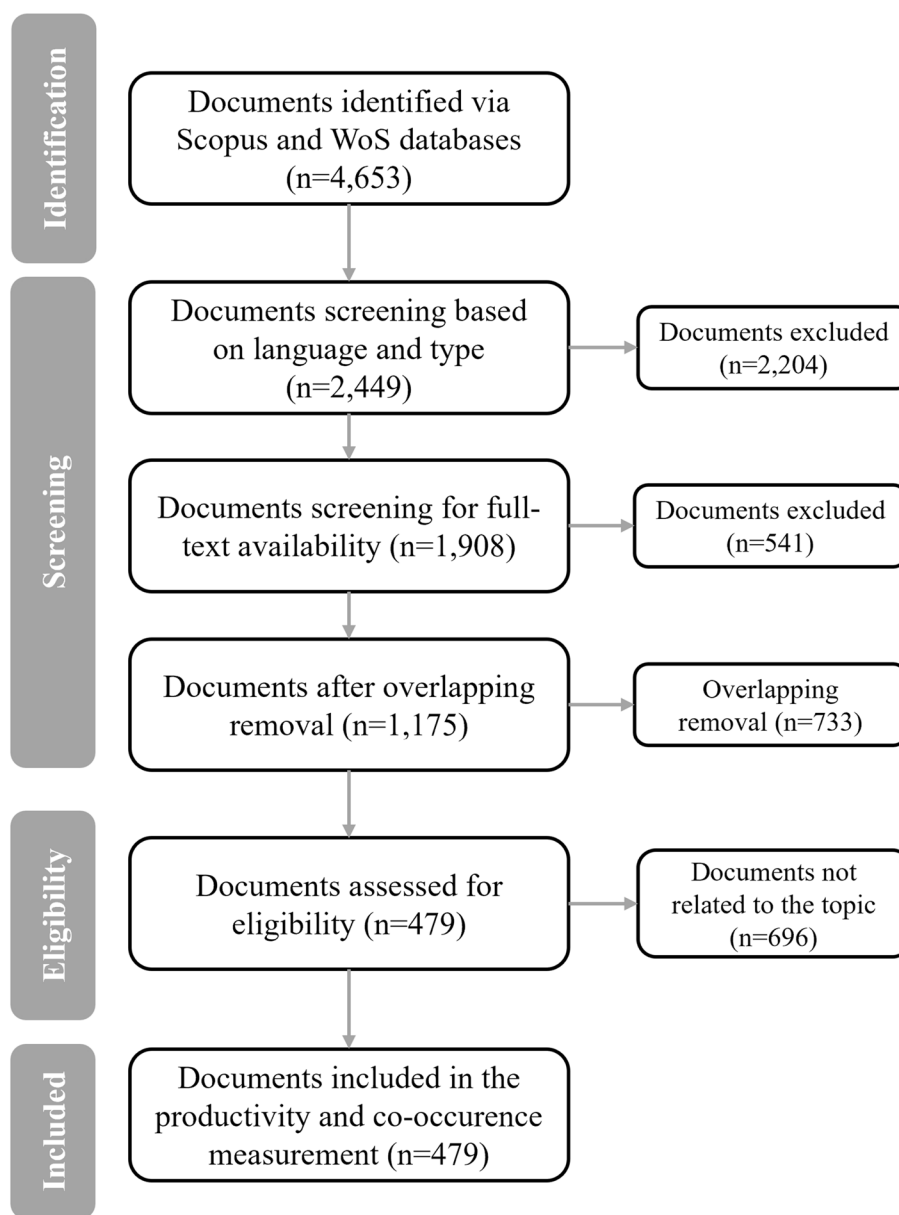 Identification
Documents identified via
Scopus and WoS databases
(n=4,653)
Screening
Documents screening based
on language and type
(n=2,449)
Documents excluded
(n=2,204)
Documents screening for full-
text availability (n=1,908)
Documents excluded
(n=541)
Documents after overlapping
removal (n=1,175)
Overlapping
removal (n=733)
Eligibility
Documents assessed for
eligibility (n=479)
Documents not
related to the topic
(n=696)
Included
Documents included in the
productivity and co-occurence
measurement (n=479)